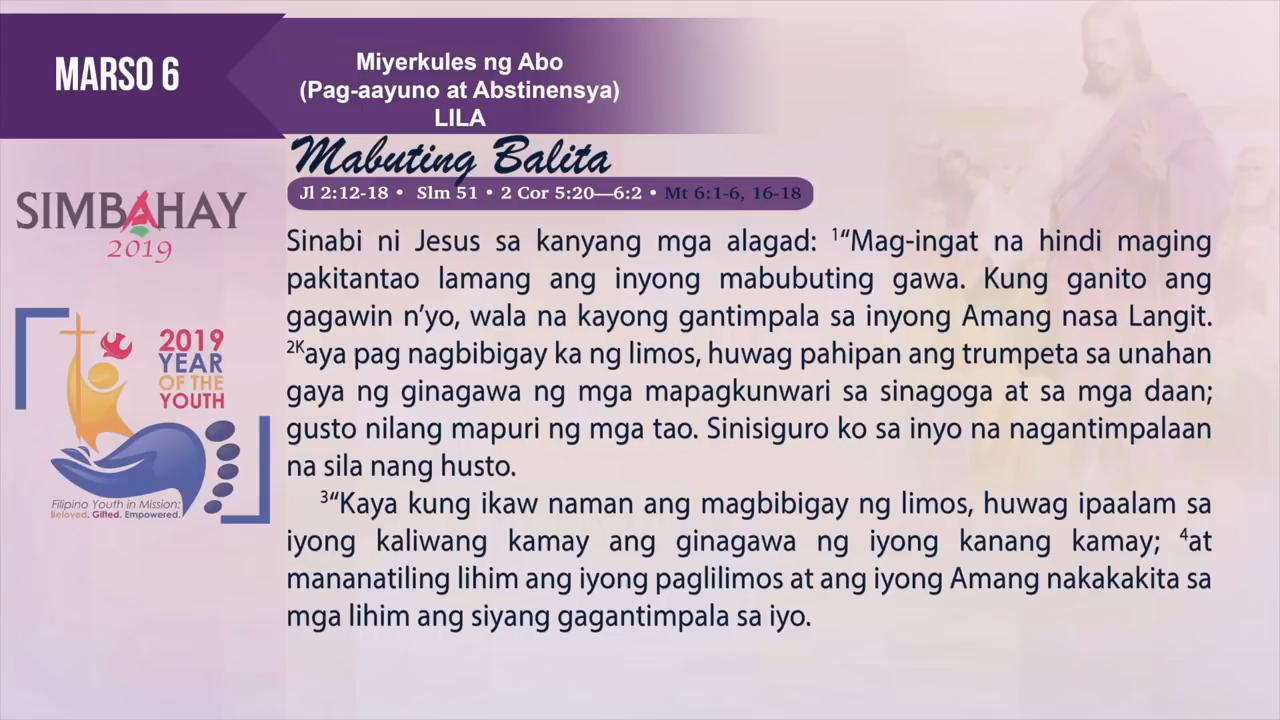 MARSO 6
Miyerkules ng Abo
(Pag-aayuno at Abstinensya)
LILA
Mabuting Balita
Jl 2:12-18 • Slm 51 • 2 Cor 5:20—6:2 • Mt 6:1-6, 16-18
SIMBAHAY
2019
2019
YEAR
OF THE
YOUTH
Filipino Youth in Mission:
Beloved. Gifted. Empowered.
Sinabi ni Jesus sa kanyang mga alagad: 1“Mag-ingat na hindi maging
pakitantao lamang ang inyong mabubuting gawa. Kung ganito ang
gagawin n’yo, wala na kayong gantimpala sa inyong Amang nasa Langit.
2Kaya pag nagbibigay ka ng limos, huwag pahipan ang trumpeta sa unahan
gaya ng ginagawa ng mga mapagkunwari sa sinagoga at sa mga daan;
gusto nilang mapuri ng mga tao. Sinisiguro ko sa inyo na nagantimpalaan
na sila nang husto.
3“Kaya kung ikaw naman ang magbibigay ng limos, huwag ipaalam sa
iyong kaliwang kamay ang ginagawa ng iyong kanang kamay; 4at
mananatiling lihim ang iyong paglilimos at ang iyong Amang nakakakita sa
mga lihim ang siyang gagantimpala sa iyo.